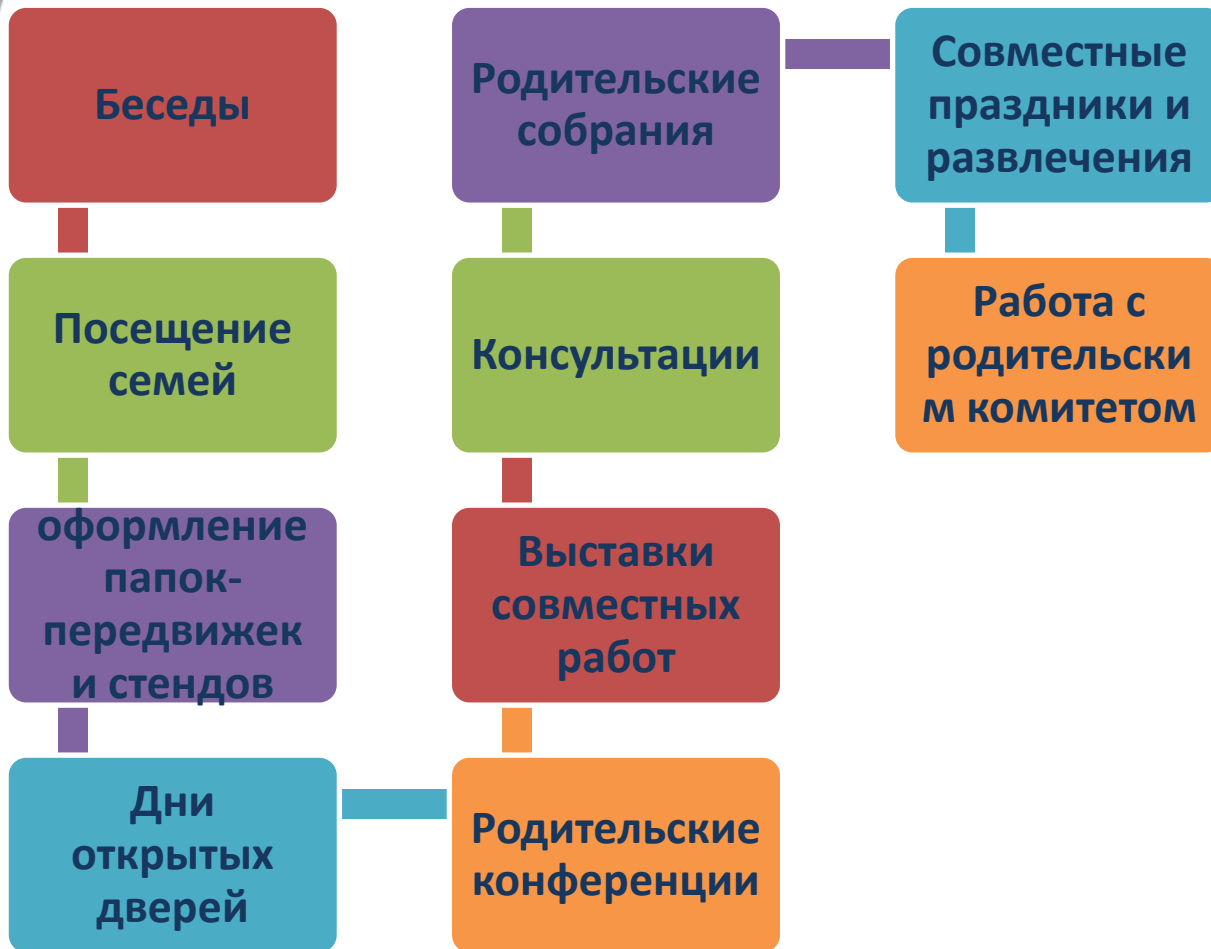 Беседы
Посещение
семей
оформление
папок-
передвижек
и стендов
Дни
открытых
дверей
Родительские
конференции
Выставки
совместных
работ
Консультации
Родительские
собрания
Совместные
праздники и
развлечения
Работа с
родительски
м комитетом